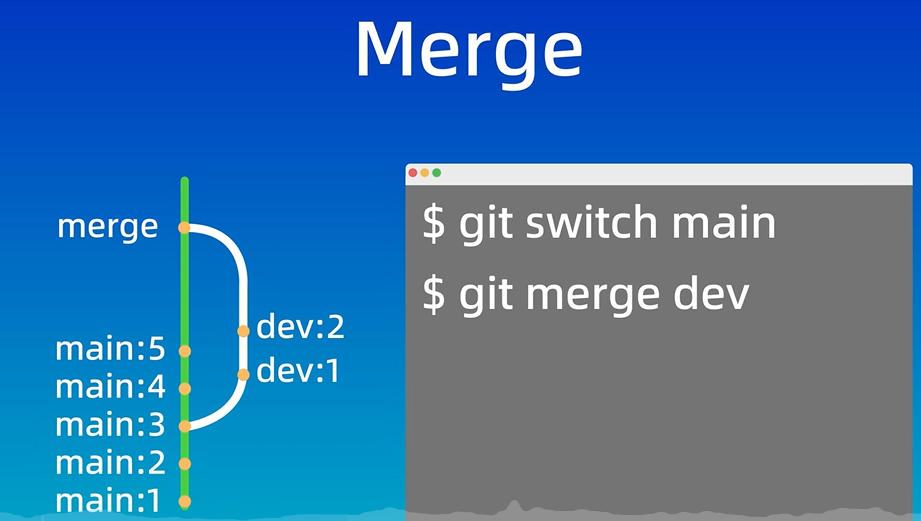 Merge
merge
dev:2
main:5
dev:1
main:4
main:3
main:2
main:1
$ git switch main
$ git merge dev